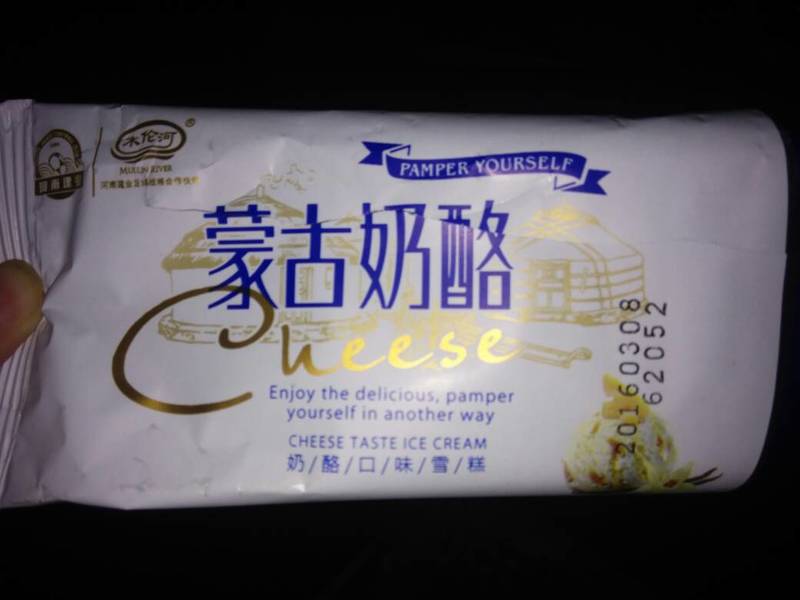 木伦河®
MULUN RIVER
PAMPER YOURSELF
蒙古奶酪
Cheese
Enjoy the delicious, pamper
yourself in another way
CHEESE TASTE ICE CREAM
奶/酪/口/味/雪/糕
20160308
62052